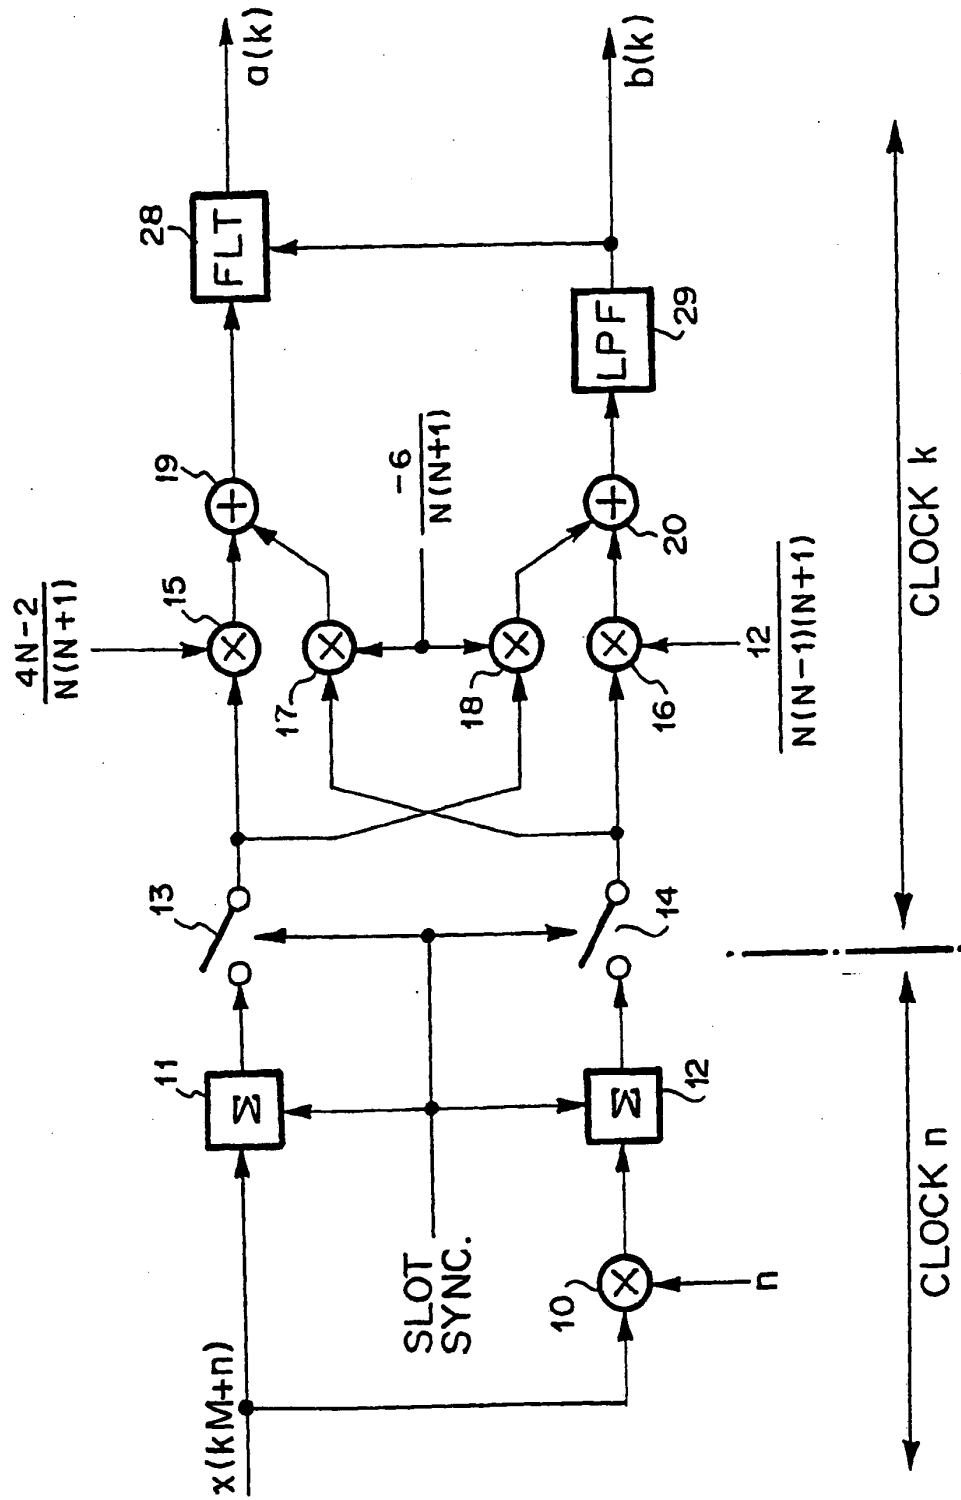 x(kM+n)
SLOT
SYNC.
10
n
11
Σ
12
Σ
13
14
4N-2
N(N+1)
15
×
17
×
18
×
16
×
12
N(N-1)(N+1)
19
+
-6
N(N+1)
20
+
28
FLT
LPF
29
a(k)
b(k)
CLOCK n
CLOCK k
×